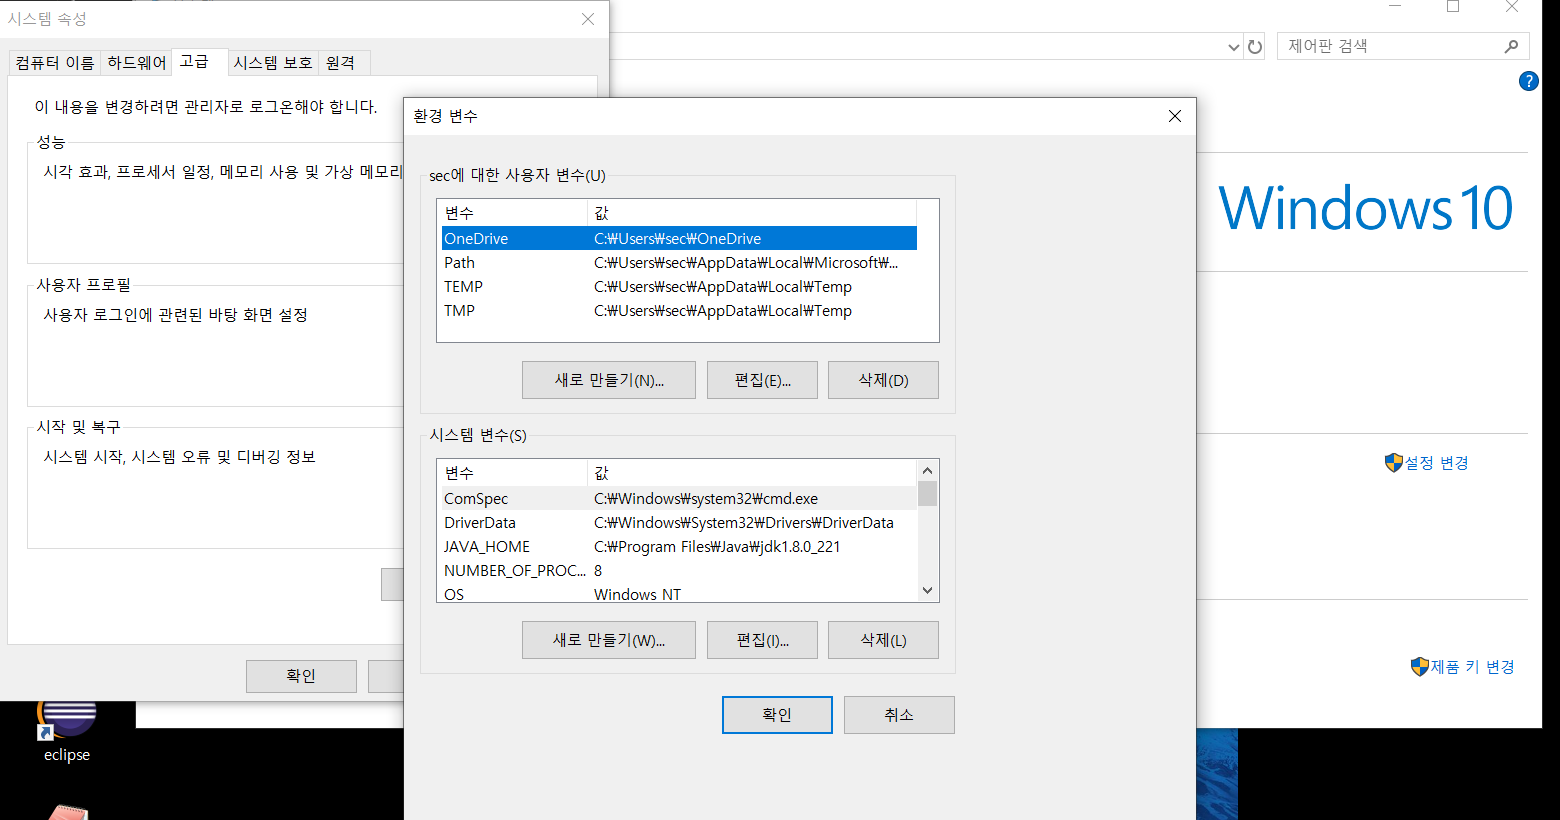 시스템 속성
컴퓨터 이름 하드웨어 고급 시스템 보호 원격
이 내용을 변경하려면 관리자로 로그온해야 합니다.
성능
시각 효과, 프로세서 일정, 메모리 사용 및 가상 메모리
사용자 프로필
사용자 로그인에 관련된 바탕 화면 설정
시작 및 복구
시스템 시작, 시스템 오류 및 디버깅 정보
확인
환경 변수
sec에 대한 사용자 변수(U)
변수 값
OneDrive C:₩Users₩sec₩OneDrive
Path C:₩Users₩sec₩AppData₩Local₩Microsoft₩...
TEMP C:₩Users₩sec₩AppData₩Local₩Temp
TMP C:₩Users₩sec₩AppData₩Local₩Temp
새로 만들기(N)... 편집(E)... 삭제(D)
시스템 변수(S)
변수 값
ComSpec C:₩Windows₩system32₩cmd.exe
DriverData C:₩Windows₩System32₩Drivers₩DriverData
JAVA_HOME C:₩Program Files₩Java₩jdk1.8.0_221
NUMBER_OF_PROC... 8
OS Windows NT
새로 만들기(W)... 편집(I)... 삭제(L)
확인 취소
제어판 검색
?
Windows 10
설정 변경
제품 키 변경
eclipse